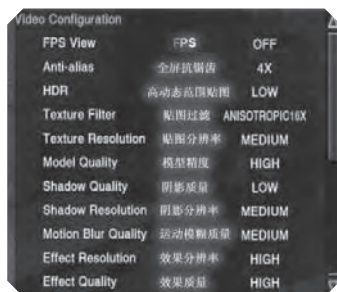 Video Configuration
FPS View FPS OFF
Anti-alias 全屏抗锯齿 4X
HDR 高动态范围贴图 LOW
Texture Filter 贴图过滤 ANISOTROPIC16X
Texture Resolution 贴图分辨率 MEDIUM
Model Quality 模型精度 HIGH
Shadow Quality 阴影质量 LOW
Shadow Resolution 阴影分辨率 MEDIUM
Motion Blur Quality 运动模糊质量 MEDIUM
Effect Resolution 效果分辨率 HIGH
Effect Quality 效果质量 HIGH